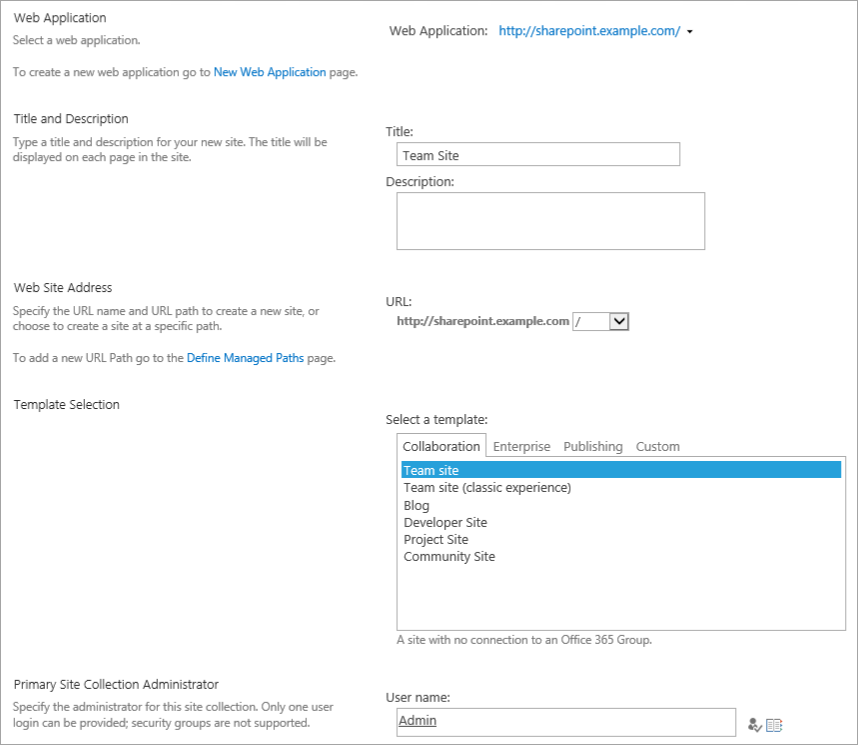 Web Application
Select a web application.
To create a new web application go to New Web Application page.
Web Application: http://sharepoint.example.com/
Title and Description
Type a title and description for your new site. The title will be
displayed on each page in the site.
Title:
Team Site
Description:
Web Site Address
Specify the URL name and URL path to create a new site, or
choose to create a site at a specific path.
To add a new URL Path go to the Define Managed Paths page.
URL:
http://sharepoint.example.com /
Template Selection
Select a template:
Collaboration Enterprise Publishing Custom
Team site
Team site (classic experience)
Blog
Developer Site
Project Site
Community Site
A site with no connection to an Office 365 Group.
Primary Site Collection Administrator
Specify the administrator for this site collection. Only one user
login can be provided; security groups are not supported.
User name:
Admin